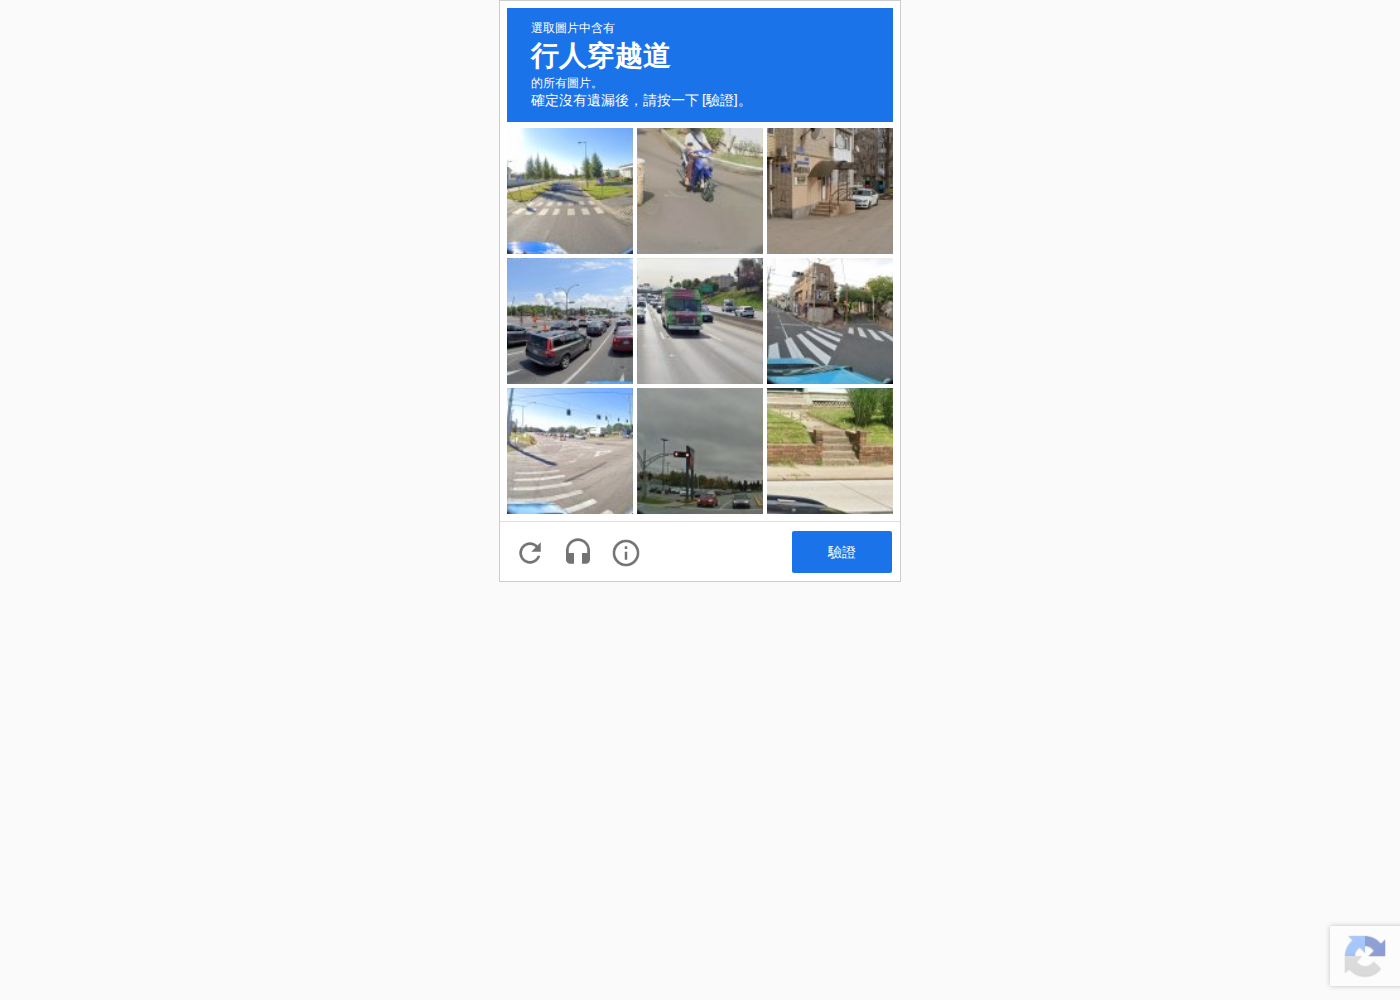 選取圖片中含有
行人穿越道
的所有圖片。
確定沒有遺漏後，請按一下 [驗證]。
驗證